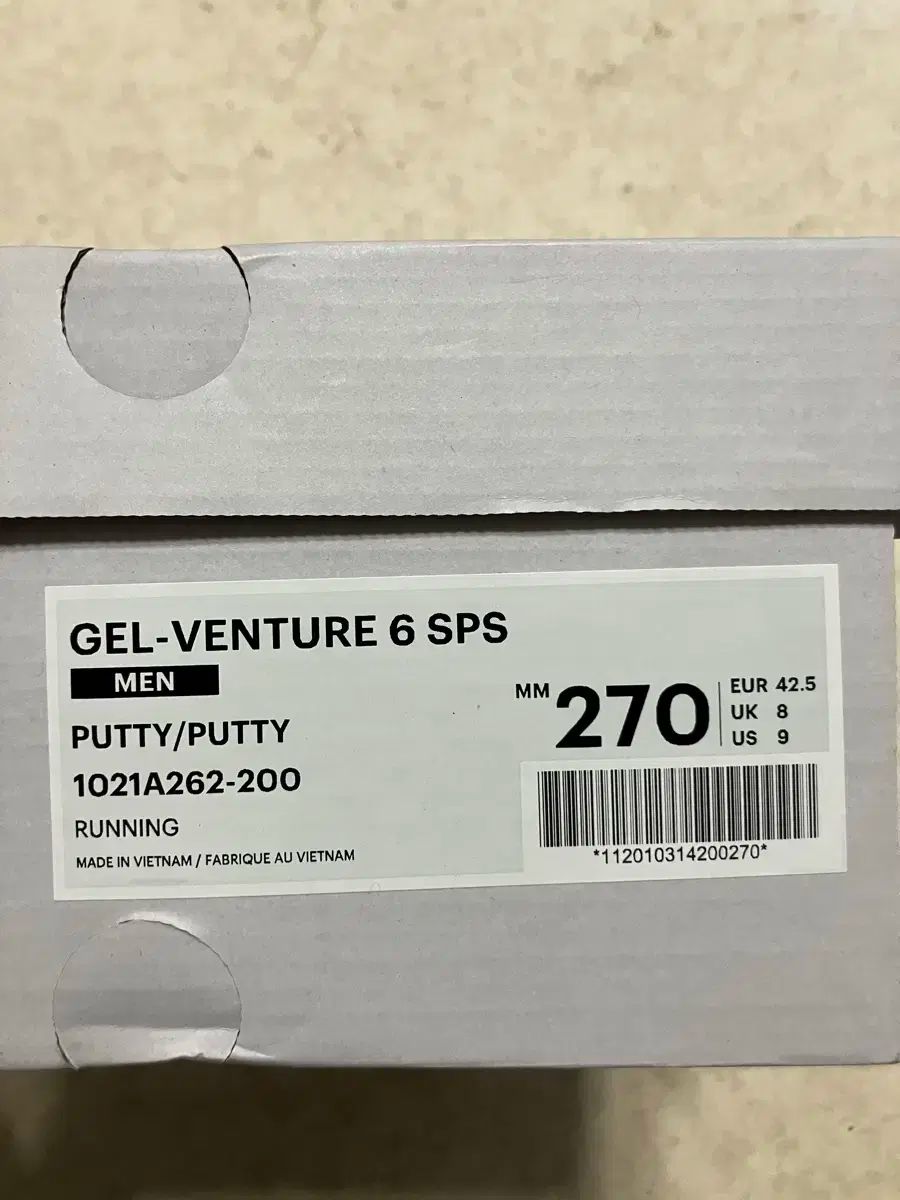 GEL-VENTURE 6 SPS
MEN
PUTTY/PUTTY
1021A262-200
RUNNING
MADE IN VIETNAM / FABRIQUE AU VIETNAM
MM 270
EUR 42.5
UK 8
US 9
*112010314200270*